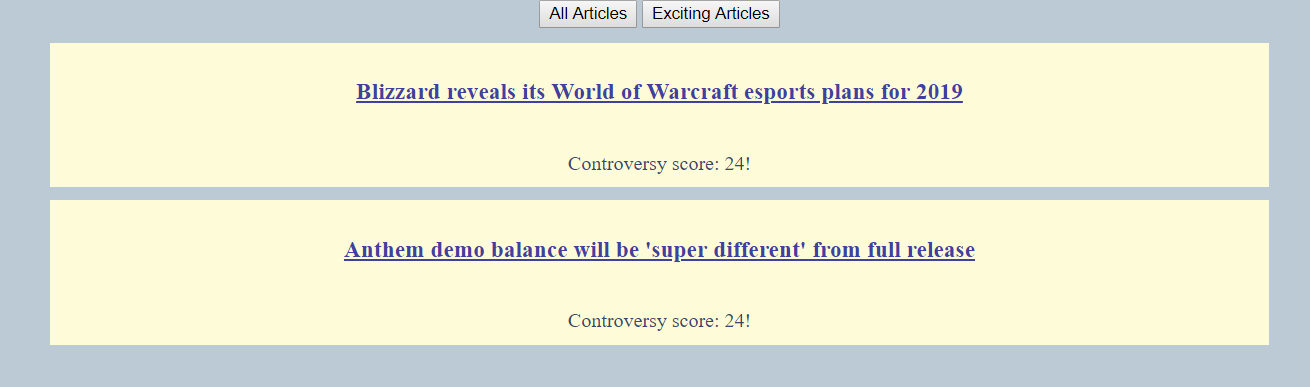 All Articles Exciting Articles
Blizzard reveals its World of Warcraft esports plans for 2019
Controversy score: 24!
Anthem demo balance will be 'super different' from full release
Controversy score: 24!